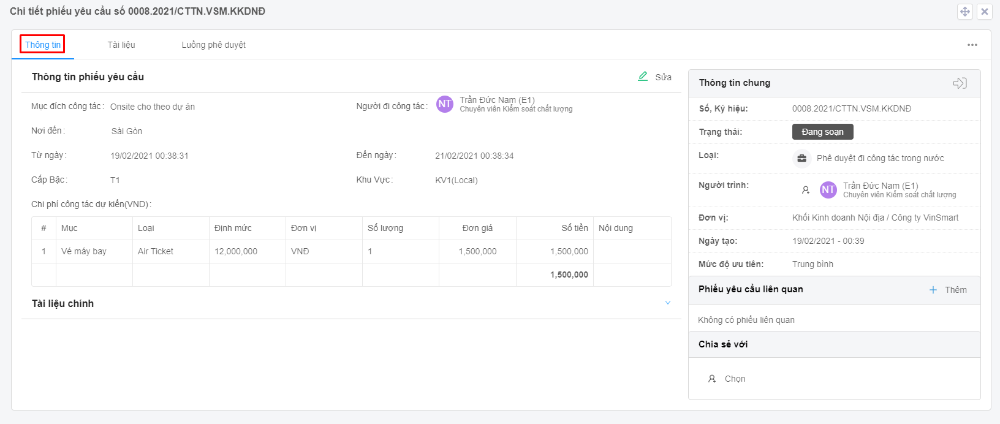 Chi tiết phiếu yêu cầu số 0008.2021/CTTN.VSM.KKDNĐ
Thông tin
Tài liệu
Luồng phê duyệt
Thông tin phiếu yêu cầu
Sửa
Mục đích công tác: Onsite cho theo dự án
Người đi công tác: NT Trần Đức Nam (E1)
Chuyên viên Kiểm soát chất lượng
Nơi đến: Sài Gòn
Từ ngày: 19/02/2021 00:38:31
Đến ngày: 21/02/2021 00:38:34
Cấp Bậc: T1
Khu Vực: KV1(Local)
Chi phí công tác dự kiến(VND):
# Mục Loại Định mức Đơn vị Số lượng Đơn giá Số tiền Nội dung
1 Vé máy bay Air Ticket 12,000,000 VNĐ 1 1,500,000 1,500,000
1,500,000
Tài liệu chính
Thông tin chung
Số, Ký hiệu: 0008.2021/CTTN.VSM.KKDNĐ
Trạng thái: Đang soạn
Loại: Phê duyệt đi công tác trong nước
Người trình: NT Trần Đức Nam (E1)
Chuyên viên Kiểm soát chất lượng
Đơn vị: Khối Kinh doanh Nội địa / Công ty VinSmart
Ngày tạo: 19/02/2021 - 00:39
Mức độ ưu tiên: Trung bình
Phiếu yêu cầu liên quan
Thêm
Không có phiếu liên quan
Chia sẻ với
Chọn